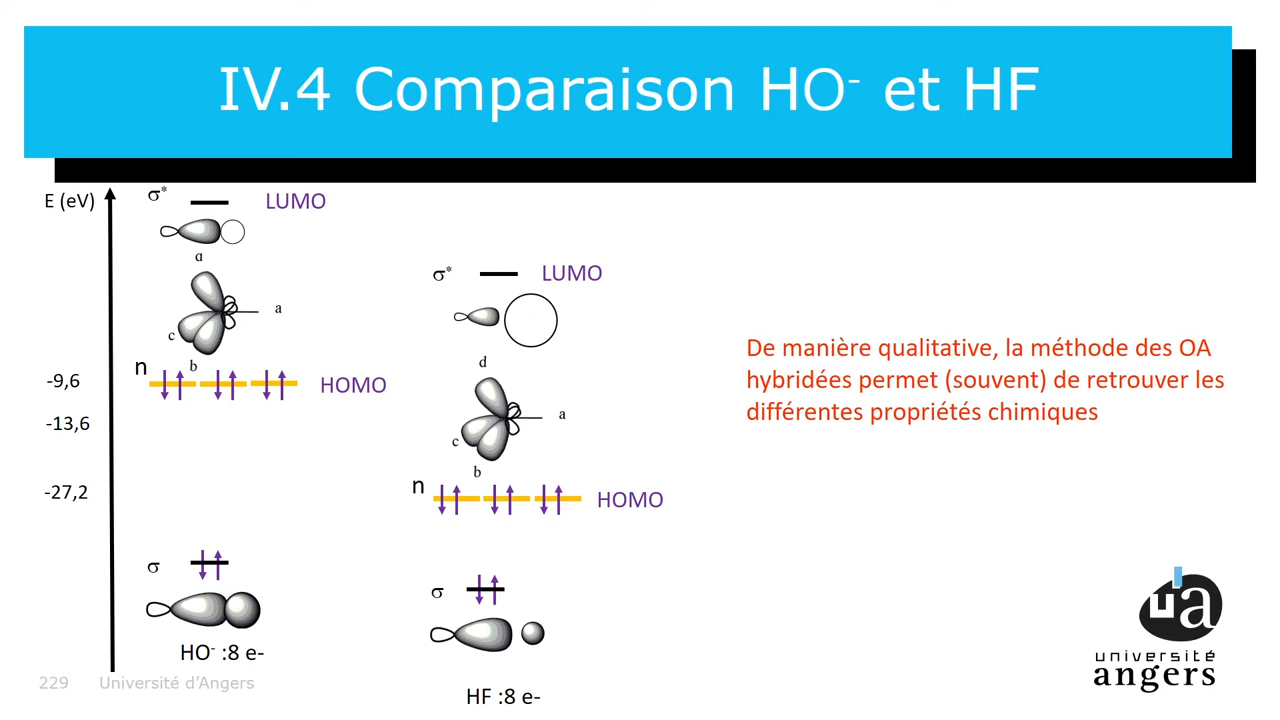 IV.4 Comparaison HO⁻ et HF
E (eV)
σ*
LUMO
a
c
b
n
HOMO
-9,6
-13,6
-27,2
σ
HO⁻ :8 e-
σ*
LUMO
d
a
c
b
n
HOMO
σ
HF :8 e-
De manière qualitative, la méthode des OA
hybridées permet (souvent) de retrouver les
différentes propriétés chimiques
229 Université d’Angers
ua
université
angers